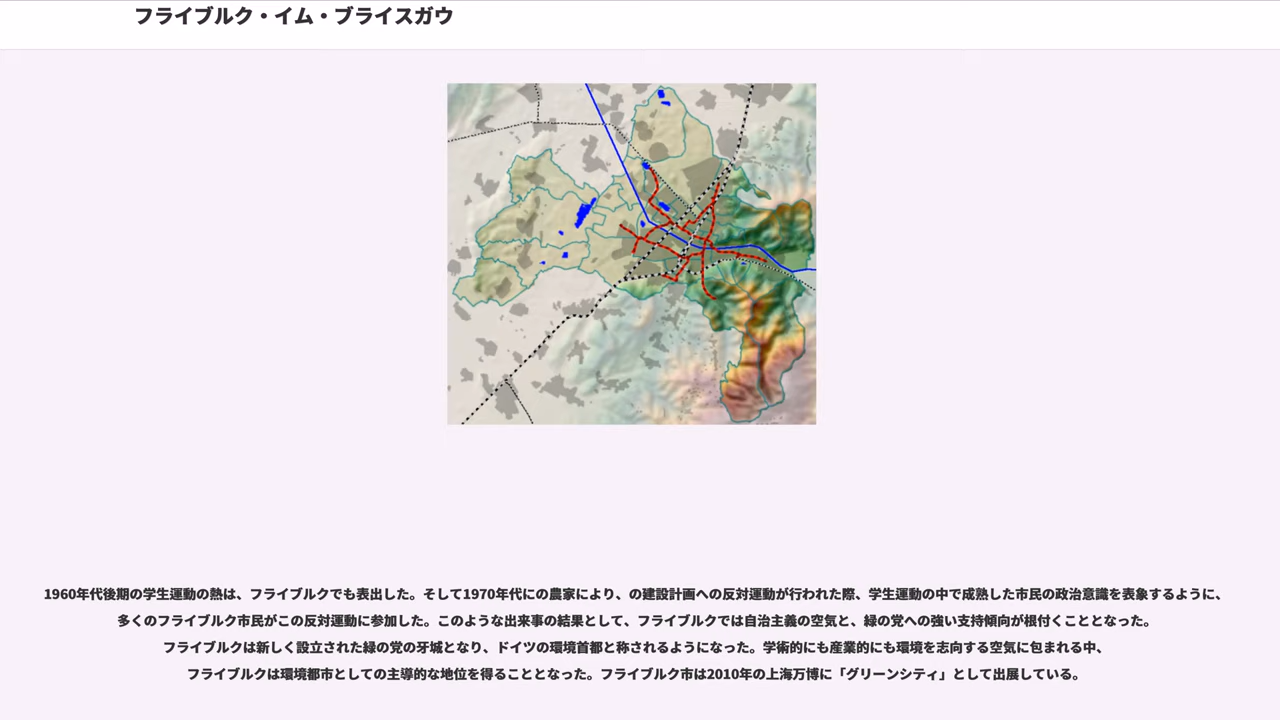 フライブルク・イム・ブライスガウ
1960年代後期の学生運動の熱は、フライブルクでも表出した。そして1970年代にの農家により、の建設計画への反対運動が行われた際、学生運動の中で成熟した市民の政治意識を表象するように、
多くのフライブルク市民がこの反対運動に参加した。このような出来事の結果として、フライブルクでは自治主義の空気と、緑の党への強い支持傾向が根付くこととなった。
フライブルクは新しく設立された緑の党の牙城となり、ドイツの環境首都と称されるようになった。学術的にも産業的にも環境を志向する空気に包まれる中、
フライブルクは環境都市としての主導的な地位を得ることとなった。フライブルク市は2010年の上海万博に「グリーンシティ」として出展している。